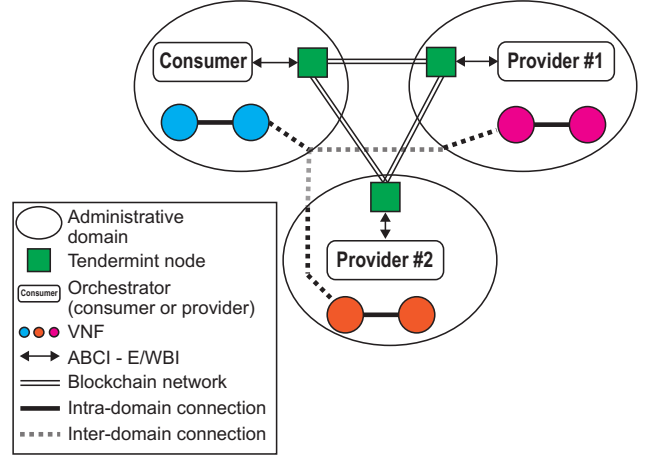 Consumer
Provider #1
Provider #2
Administrative
domain
Tendermint node
Consumer
Orchestrator
(consumer or provider)
VNF
ABCI - E/WBI
Blockchain network
Intra-domain connection
Inter-domain connection